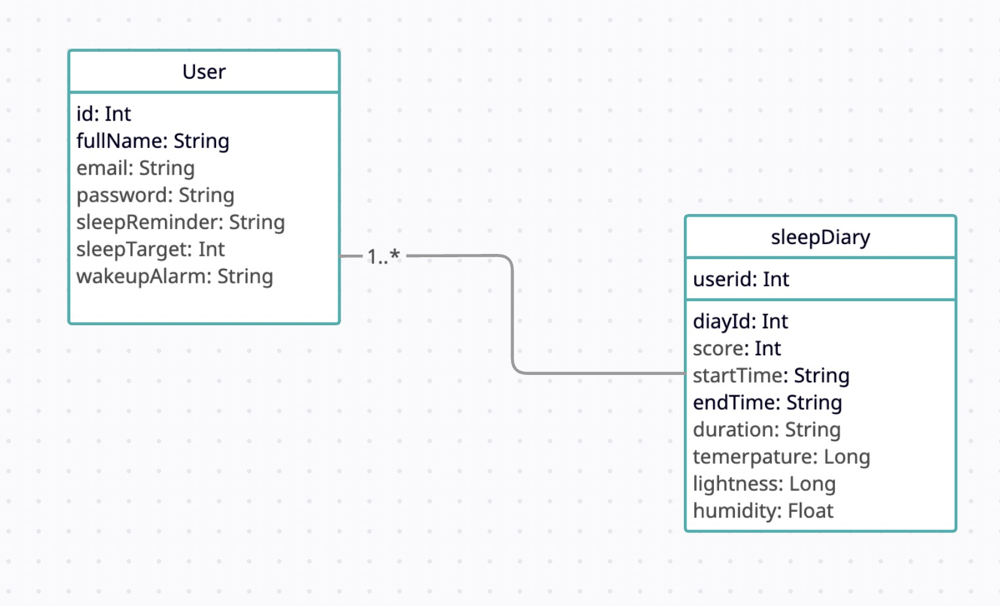 User
id: Int
fullName: String
email: String
password: String
sleepReminder: String
sleepTarget: Int
wakeupAlarm: String
1..*
sleepDiary
userid: Int
diayId: Int
score: Int
startTime: String
endTime: String
duration: String
temerpature: Long
lightness: Long
humidity: Float